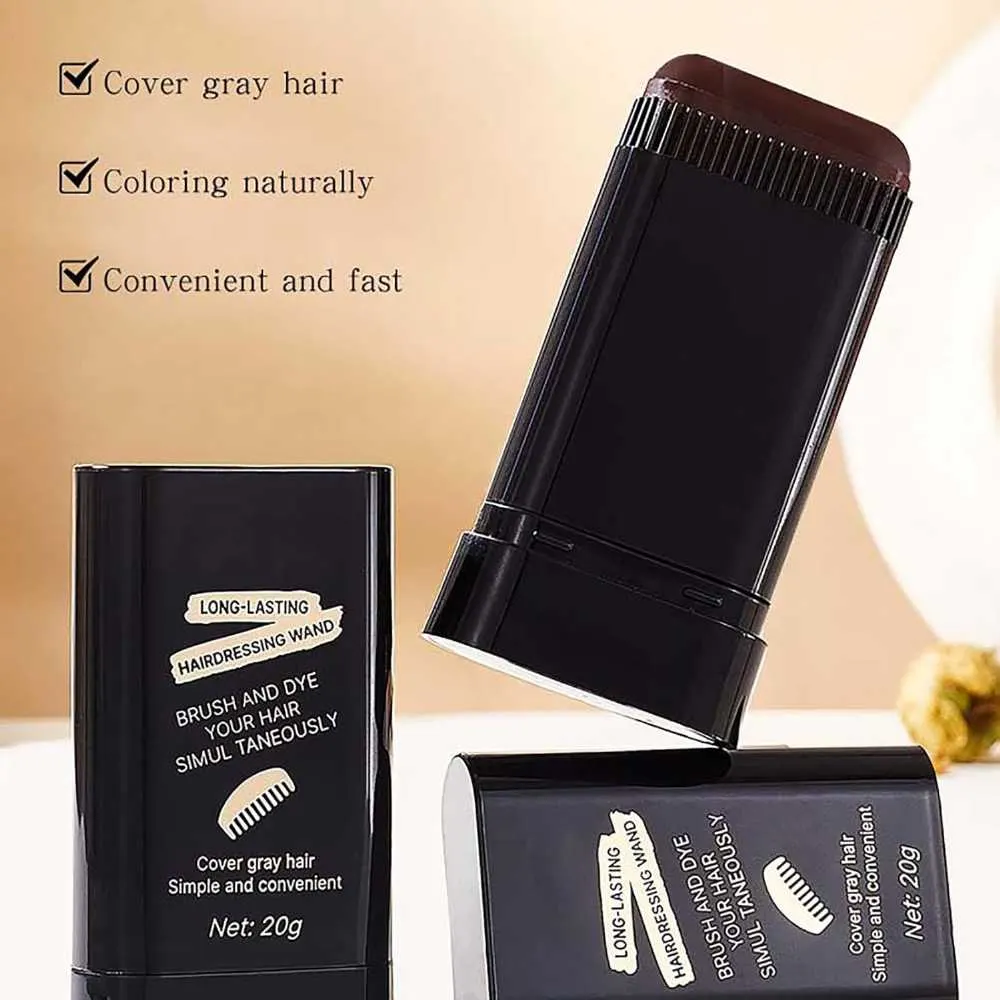 Cover gray hair
Coloring naturally
Convenient and fast
LONG-LASTING
HAIRDRESSING WAND
BRUSH AND DYE
YOUR HAIR
SIMUL TANEOUSLY
Cover gray hair
Simple and convenient
Net: 20g
LONG-LASTING
HAIRDRESSING WAND
BRUSH AND DYE
YOUR HAIR
SIMUL TANEOUSLY
Cover gray hair
Simple and convenient
Net: 20g